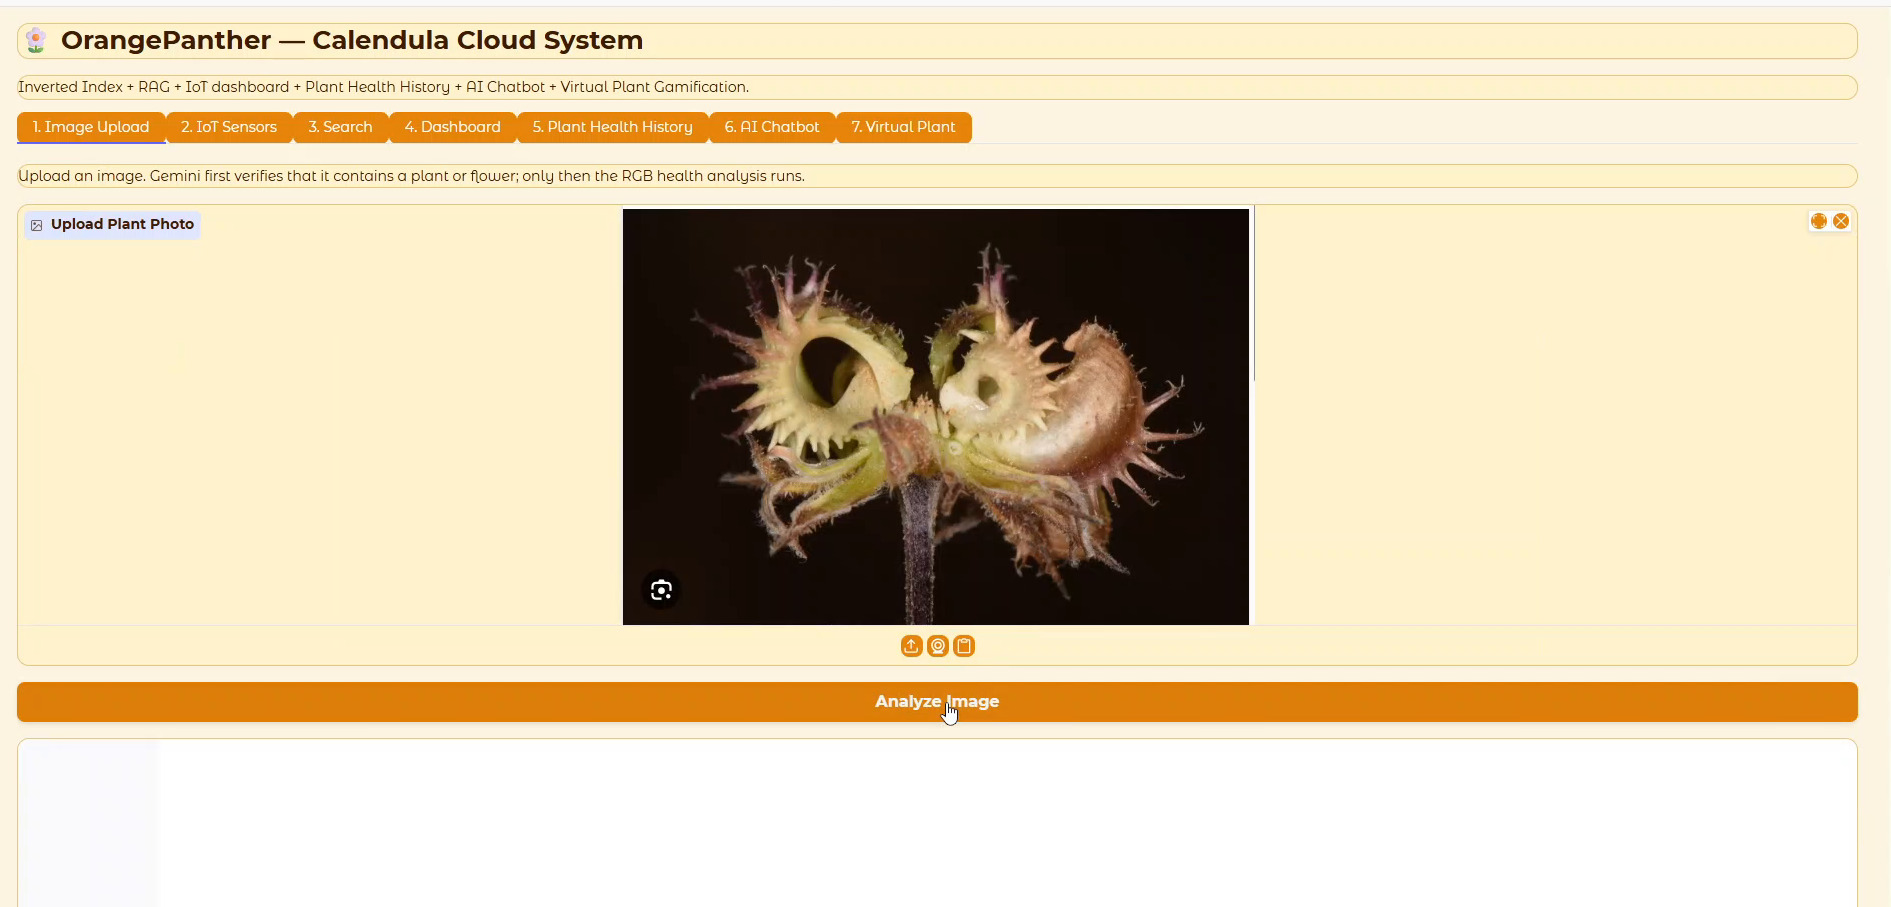 OrangePanther — Calendula Cloud System
Inverted Index + RAG + IoT dashboard + Plant Health History + AI Chatbot + Virtual Plant Gamification.
1. Image Upload 2. IoT Sensors 3. Search 4. Dashboard 5. Plant Health History 6. AI Chatbot 7. Virtual Plant
Upload an image. Gemini first verifies that it contains a plant or flower; only then the RGB health analysis runs.
Upload Plant Photo
Analyze Image